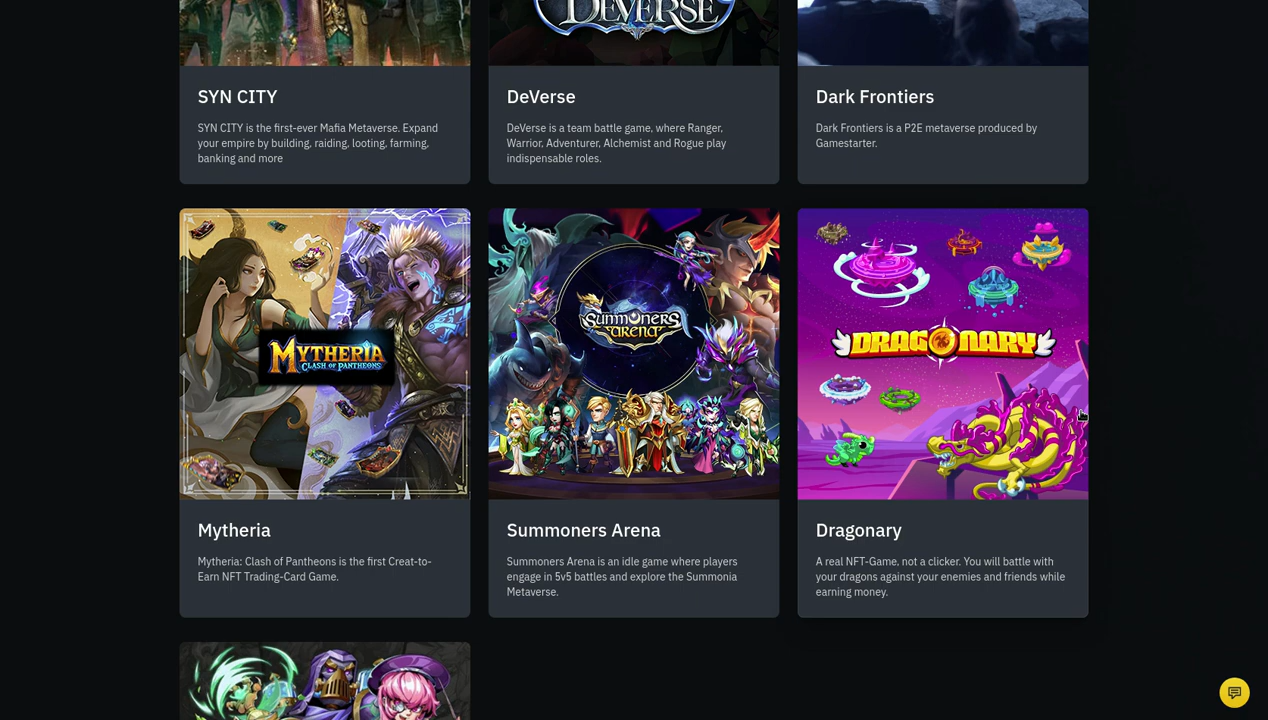 DEVERSE
SYN CITY
SYN CITY is the first-ever Mafia Metaverse. Expand
your empire by building, raiding, looting, farming,
banking and more
DeVerse
DeVerse is a team battle game, where Ranger,
Warrior, Adventurer, Alchemist and Rogue play
indispensable roles.
Dark Frontiers
Dark Frontiers is a P2E metaverse produced by
Gamestarter.
MYTHERIA
CLASH OF PANTHEONS
Summoners
arena
DRAGONARY
Mytheria
Mytheria: Clash of Pantheons is the first Creat-to-
Earn NFT Trading-Card Game.
Summoners Arena
Summoners Arena is an idle game where players
engage in 5v5 battles and explore the Summonia
Metaverse.
Dragonary
A real NFT-Game, not a clicker. You will battle with
your dragons against your enemies and friends while
earning money.